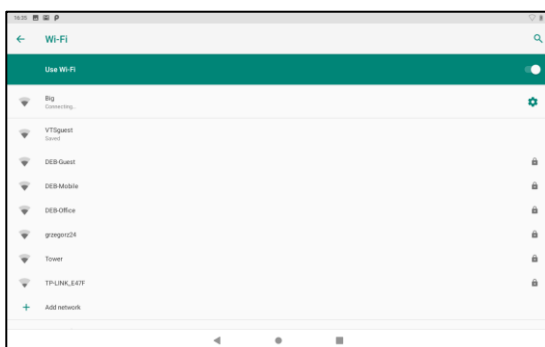 16:35
Wi-Fi
Use Wi-Fi
Big
Connecting...
VTSguest
Saved
DEB-Guest
DEB-Mobile
DEB-Office
grzegorz24
Tower
TP-LINK_E47F
Add network